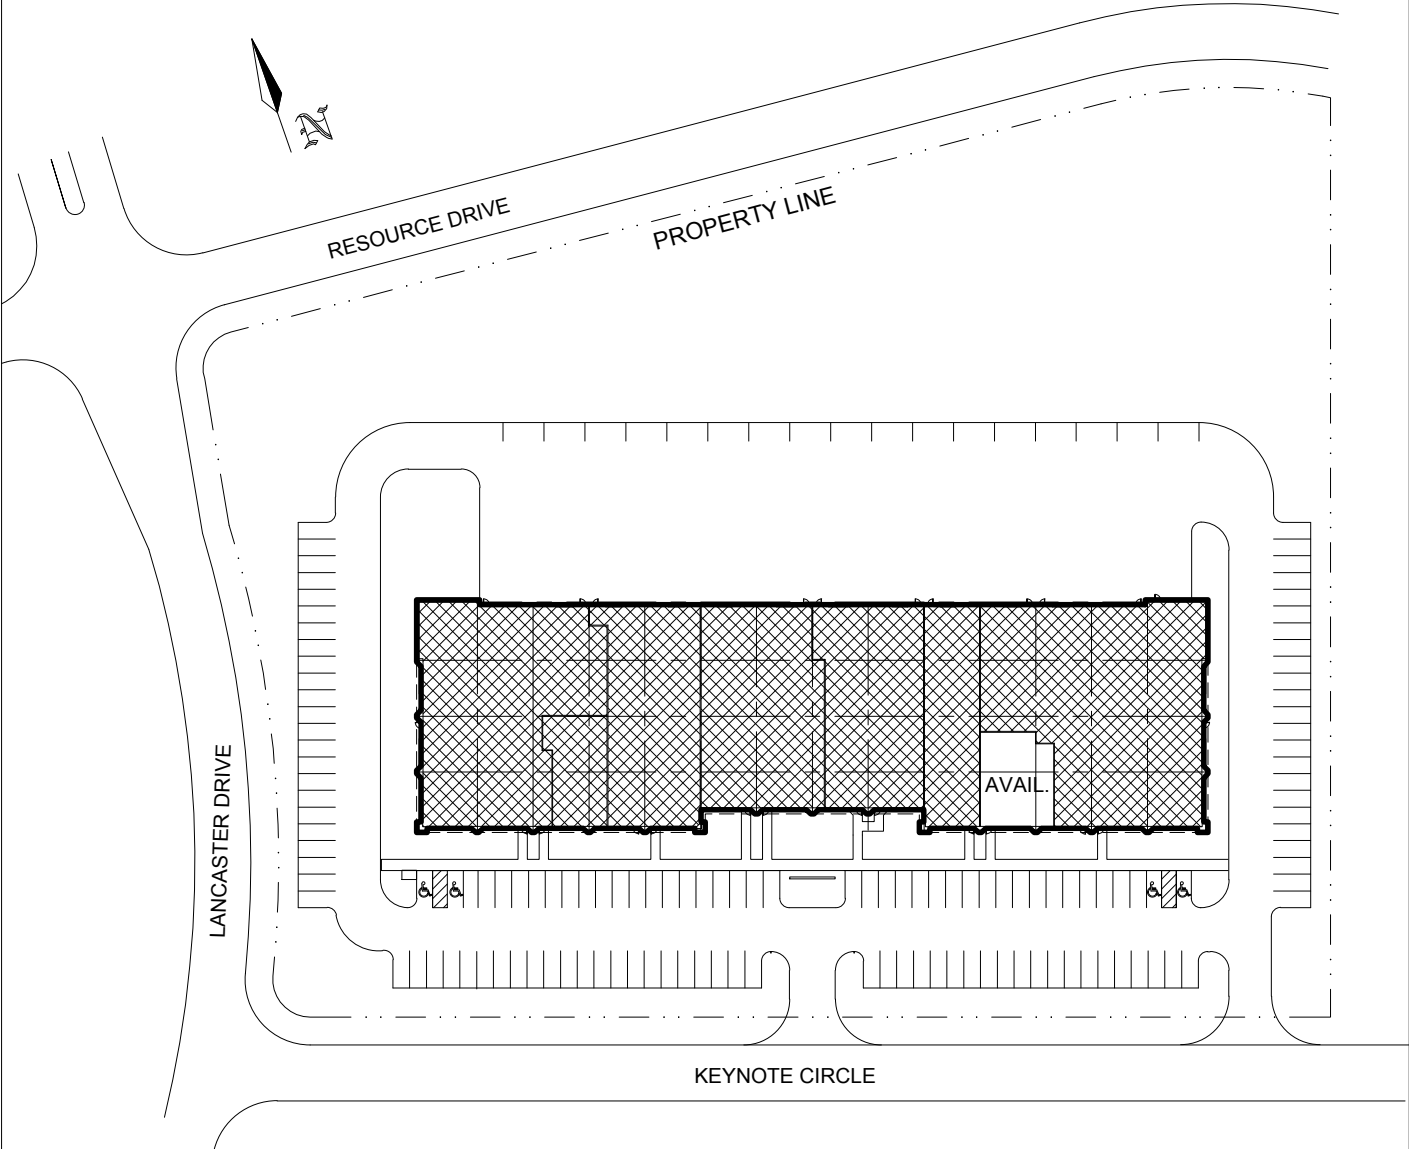 N
RESOURCE DRIVE
PROPERTY LINE
LANCASTER DRIVE
AVAIL.
KEYNOTE CIRCLE